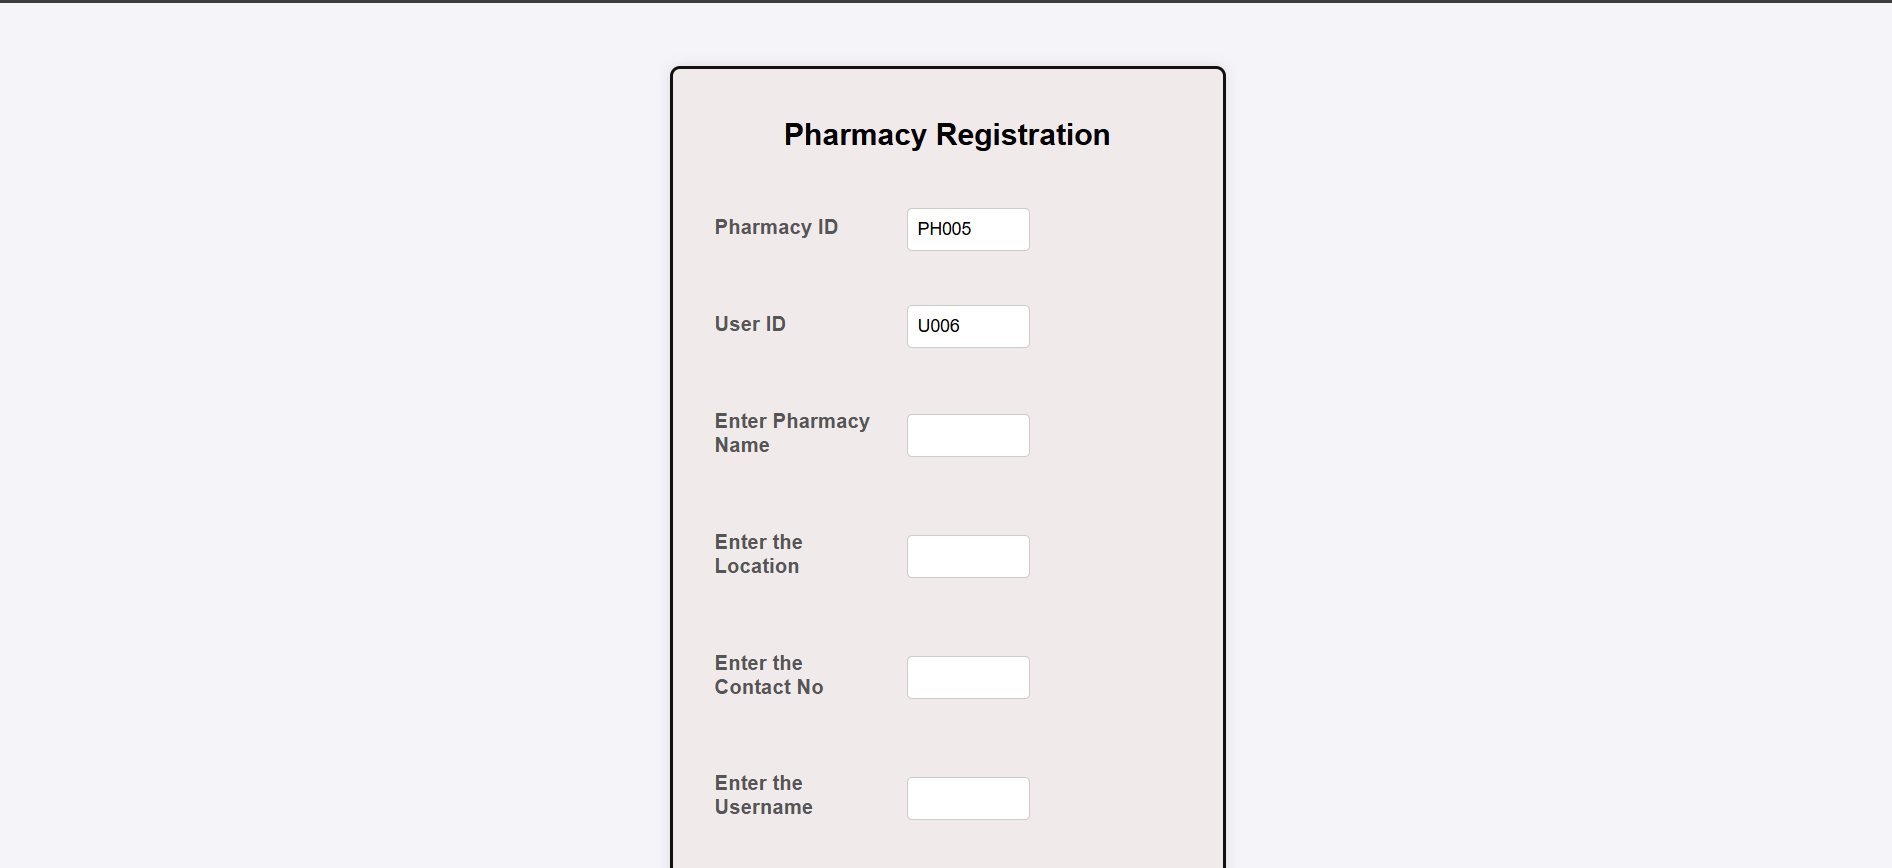 Pharmacy Registration
Pharmacy ID
PH005
User ID
U006
Enter Pharmacy
Name
Enter the
Location
Enter the
Contact No
Enter the
Username